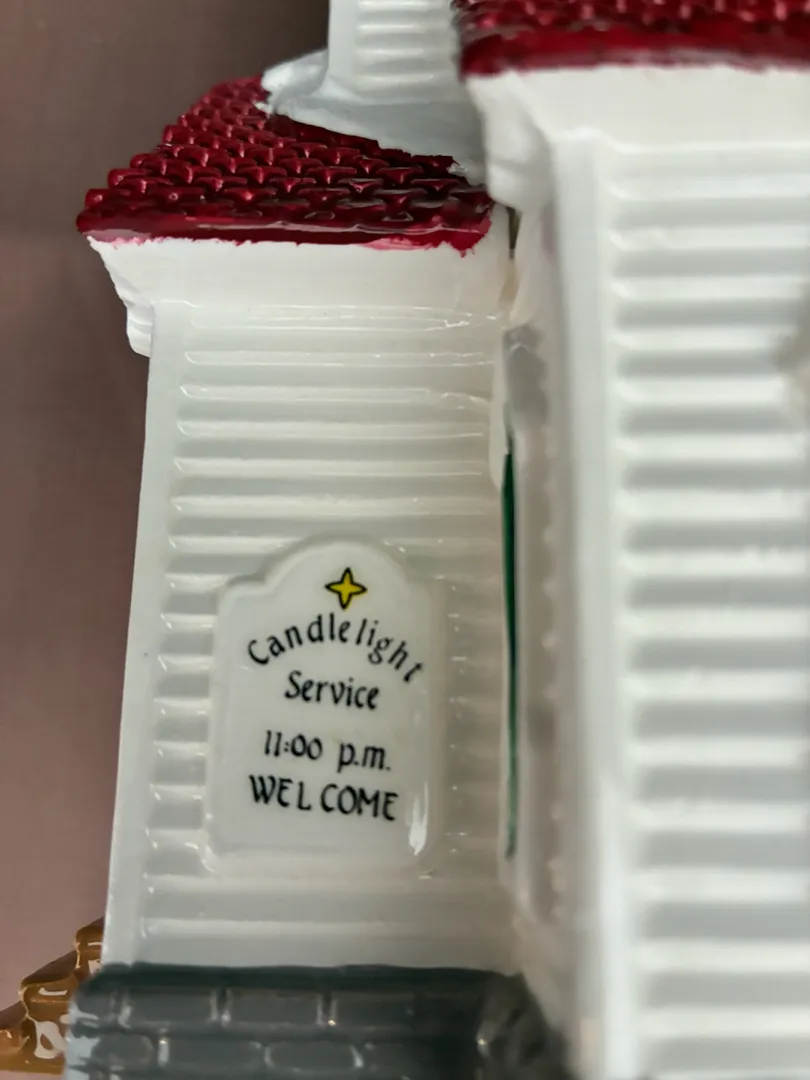 Candlelight
Service
11:00 p.m.
WELCOME